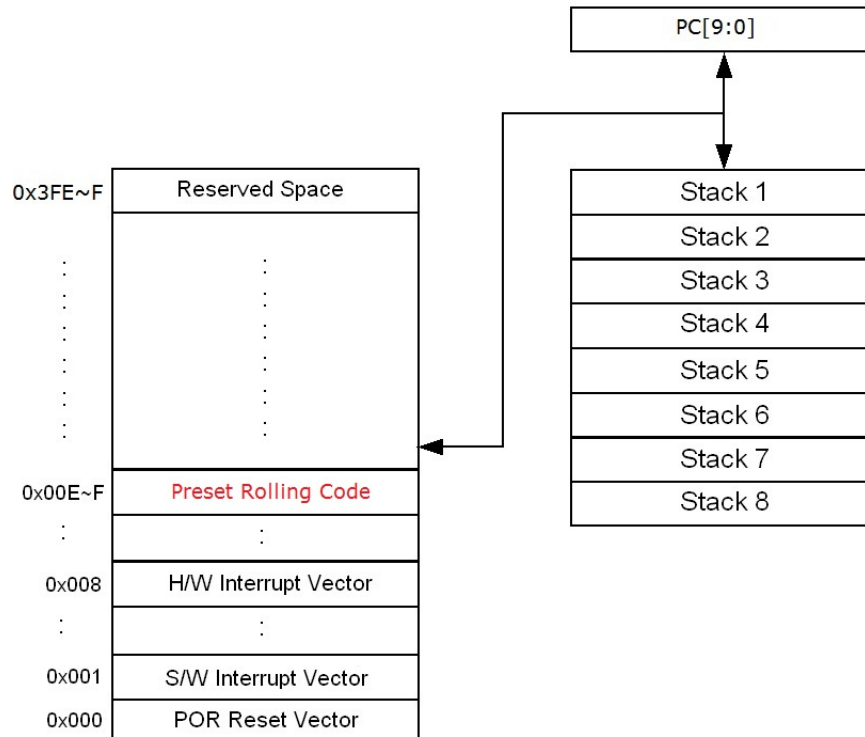 PC[9:0]
0x3FE~F Reserved Space
0x00E~F Preset Rolling Code
0x008 H/W Interrupt Vector
0x001 S/W Interrupt Vector
0x000 POR Reset Vector
Stack 1
Stack 2
Stack 3
Stack 4
Stack 5
Stack 6
Stack 7
Stack 8